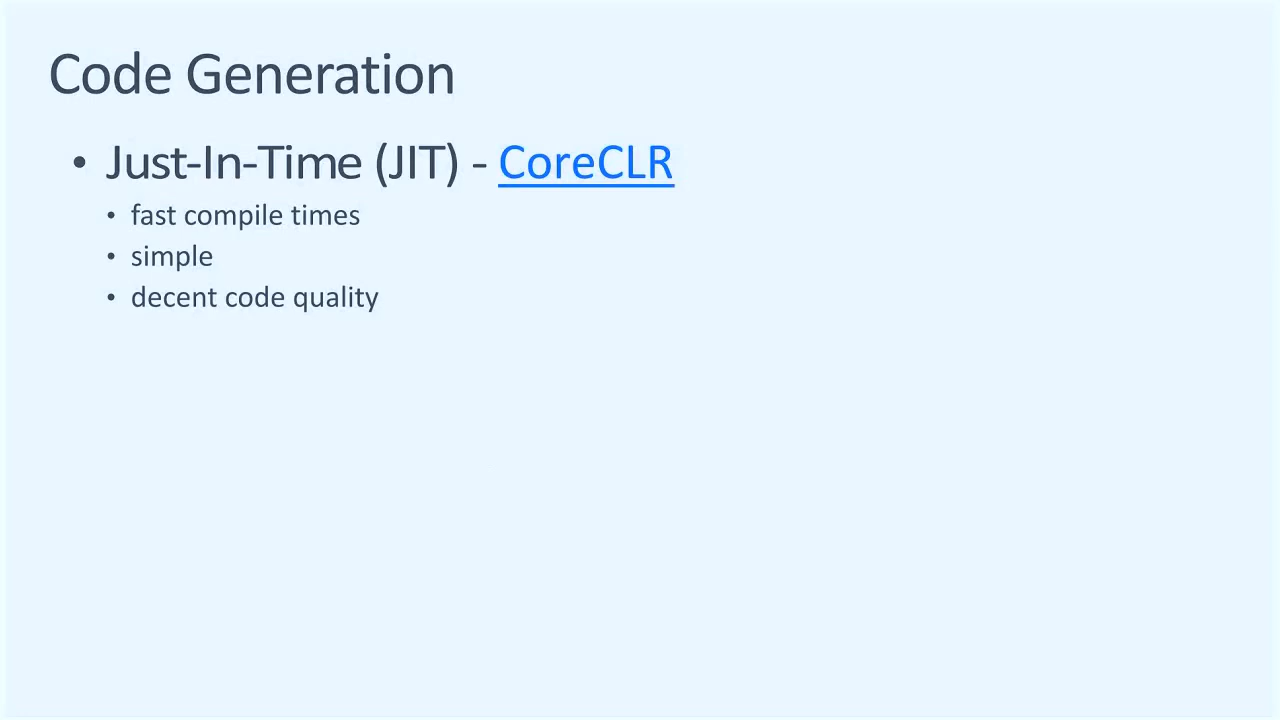 Code Generation
• Just-In-Time (JIT) - CoreCLR
• fast compile times
• simple
• decent code quality